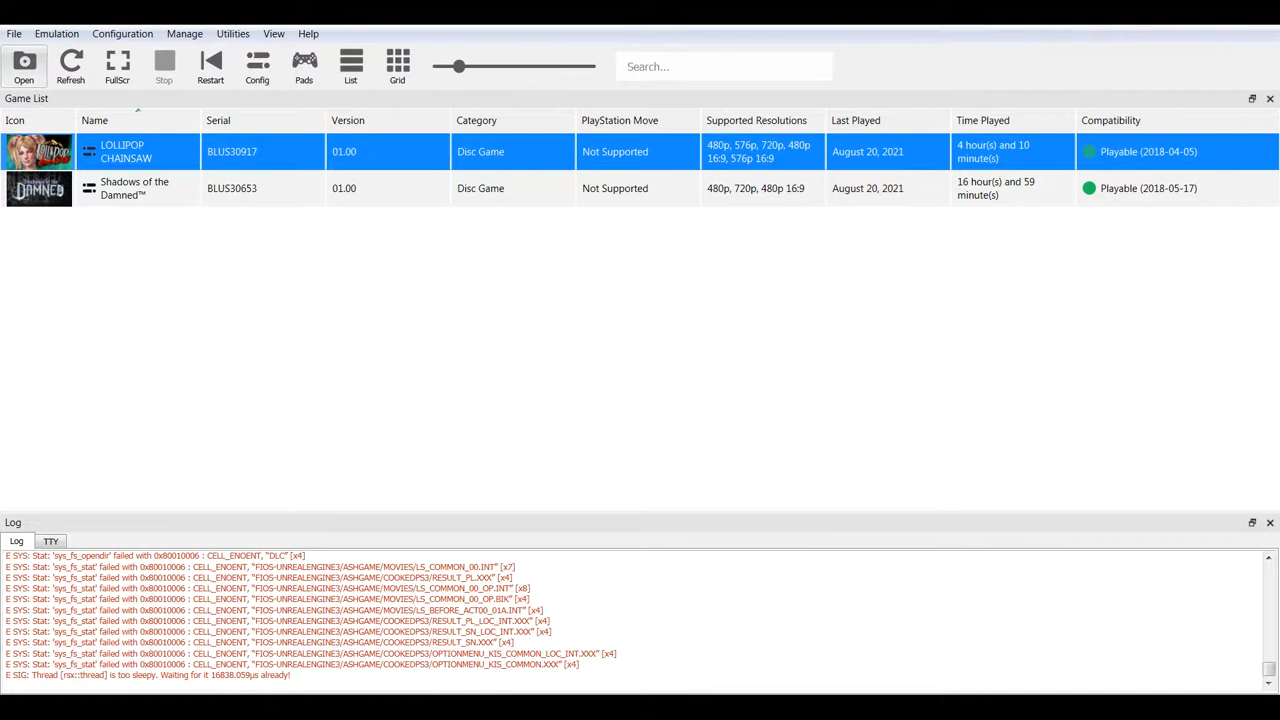 File Emulation Configuration Manage Utilities View Help
Open Refresh FullScr Stop Restart Config Pads List Grid Search...
Game List
Icon Name Serial Version Category PlayStation Move Supported Resolutions Last Played Time Played Compatibility
LOLLIPOP CHAINSAW BLUS30917 01.00 Disc Game Not Supported 480p, 576p, 720p, 480p 16:9, 576p 16:9 August 20, 2021 4 hour(s) and 10 minute(s) Playable (2018-04-05)
DAMNED Shadows of the Damned™ BLUS30653 01.00 Disc Game Not Supported 480p, 720p, 480p 16:9 August 20, 2021 16 hour(s) and 59 minute(s) Playable (2018-05-17)
Log
Log TTY
E SYS: Stat: 'sys_fs_opendir' failed with 0x80010006 : CELL_ENOENT, "DLC" [x4]
E SYS: Stat: 'sys_fs_stat' failed with 0x80010006 : CELL_ENOENT, "FIOS-UNREALENGINE3/ASHGAME/MOVIES/LS_COMMON_00.INT" [x7]
E SYS: Stat: 'sys_fs_stat' failed with 0x80010006 : CELL_ENOENT, "FIOS-UNREALENGINE3/ASHGAME/COOKEDPS3/RESULT_PL.XXX" [x4]
E SYS: Stat: 'sys_fs_stat' failed with 0x80010006 : CELL_ENOENT, "FIOS-UNREALENGINE3/ASHGAME/MOVIES/LS_COMMON_00_OP.INT" [x8]
E SYS: Stat: 'sys_fs_stat' failed with 0x80010006 : CELL_ENOENT, "FIOS-UNREALENGINE3/ASHGAME/MOVIES/LS_COMMON_00_OP.BIK" [x4]
E SYS: Stat: 'sys_fs_stat' failed with 0x80010006 : CELL_ENOENT, "FIOS-UNREALENGINE3/ASHGAME/MOVIES/LS_BEFORE_ACT00_01A.INT" [x4]
E SYS: Stat: 'sys_fs_stat' failed with 0x80010006 : CELL_ENOENT, "FIOS-UNREALENGINE3/ASHGAME/COOKEDPS3/RESULT_PL_LOC_INT.XXX" [x4]
E SYS: Stat: 'sys_fs_stat' failed with 0x80010006 : CELL_ENOENT, "FIOS-UNREALENGINE3/ASHGAME/COOKEDPS3/RESULT_SN_LOC_INT.XXX" [x4]
E SYS: Stat: 'sys_fs_stat' failed with 0x80010006 : CELL_ENOENT, "FIOS-UNREALENGINE3/ASHGAME/COOKEDPS3/RESULT_SN.XXX" [x4]
E SYS: Stat: 'sys_fs_stat' failed with 0x80010006 : CELL_ENOENT, "FIOS-UNREALENGINE3/ASHGAME/COOKEDPS3/OPTIONMENU_KIS_COMMON_LOC_INT.XXX" [x4]
E SYS: Stat: 'sys_fs_stat' failed with 0x80010006 : CELL_ENOENT, "FIOS-UNREALENGINE3/ASHGAME/COOKEDPS3/OPTIONMENU_KIS_COMMON.XXX" [x4]
E SIG: Thread [rsx::thread] is too sleepy. Waiting for it 16838.059µs already!